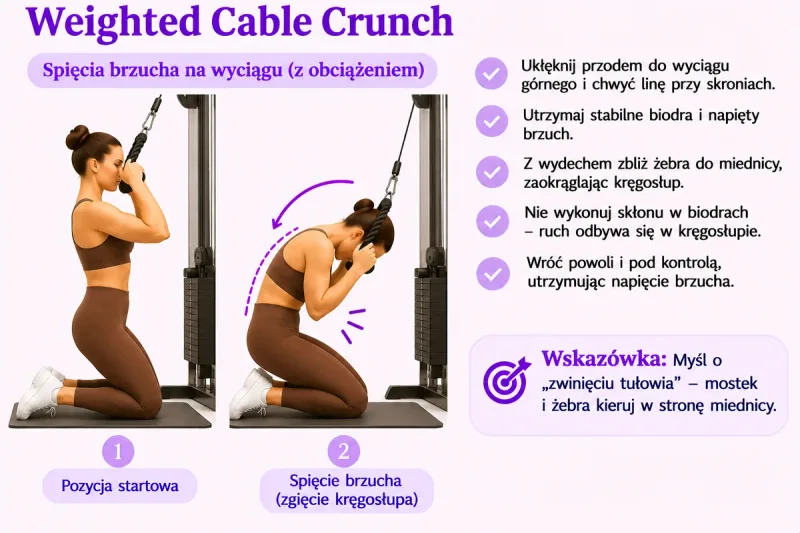 Weighted Cable Crunch
Spięcia brzucha na wyciągu (z obciążeniem)
Uklęknij przodem do wyciągu
górnego i chwyć linę przy skroniach.
Utrzymaj stabilne biodra i napięty
brzuch.
Z wydechem zbliż żebra do miednicy,
zaokrąglając kręgosłup.
Nie wykonuj skłonu w biodrach
– ruch odbywa się w kręgosłupie.
Wróć powoli i pod kontrolą,
utrzymując napięcie brzucha.
Wskazówka: Myśl o
„zwinięciu tułowia” – mostek
i żebra kieruj w stronę miednicy.
1
Pozycja startowa
2
Spięcie brzucha
(zgięcie kręgosłupa)